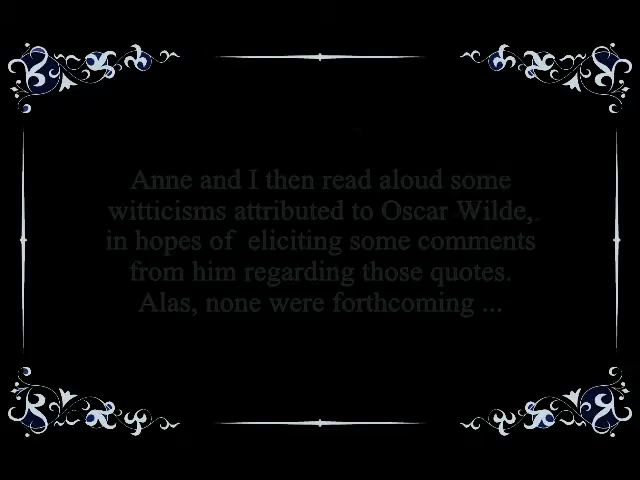 Anne and I then read aloud some
witticisms attributed to Oscar Wilde,
in hopes of  eliciting some comments
from him regarding those quotes.
Alas, none were forthcoming ...